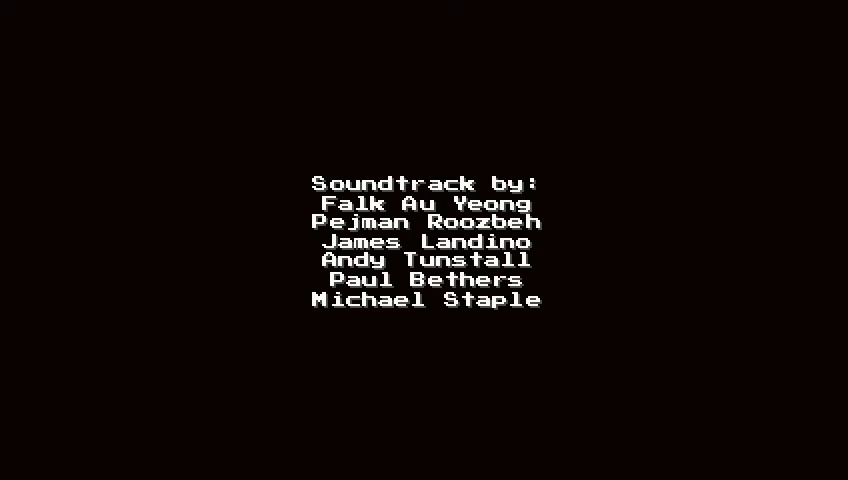 Soundtrack by:
Falk Au Yeong
Pejman Roozbeh
James Landino
Andy Tunstall
Paul Bethers
Michael Staple